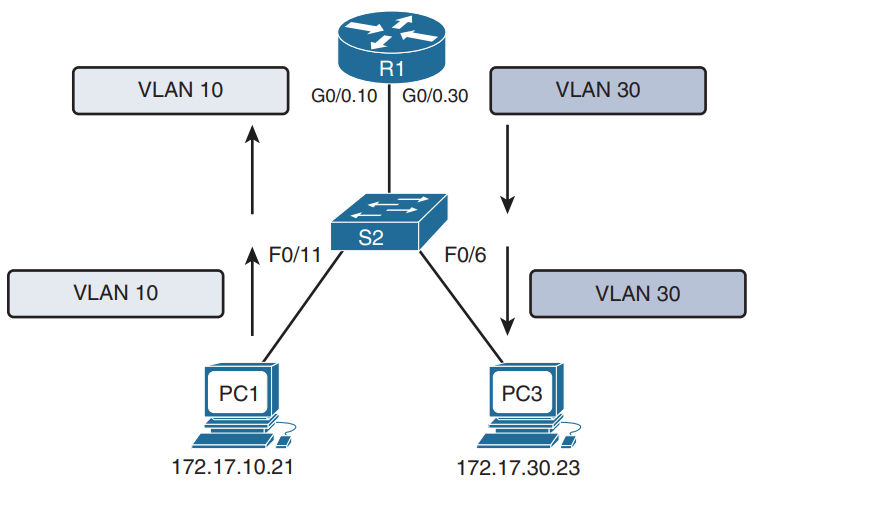 R1
VLAN 10
G0/0.10
G0/0.30
VLAN 30
S2
F0/11
F0/6
VLAN 10
VLAN 30
PC1
PC3
172.17.10.21
172.17.30.23